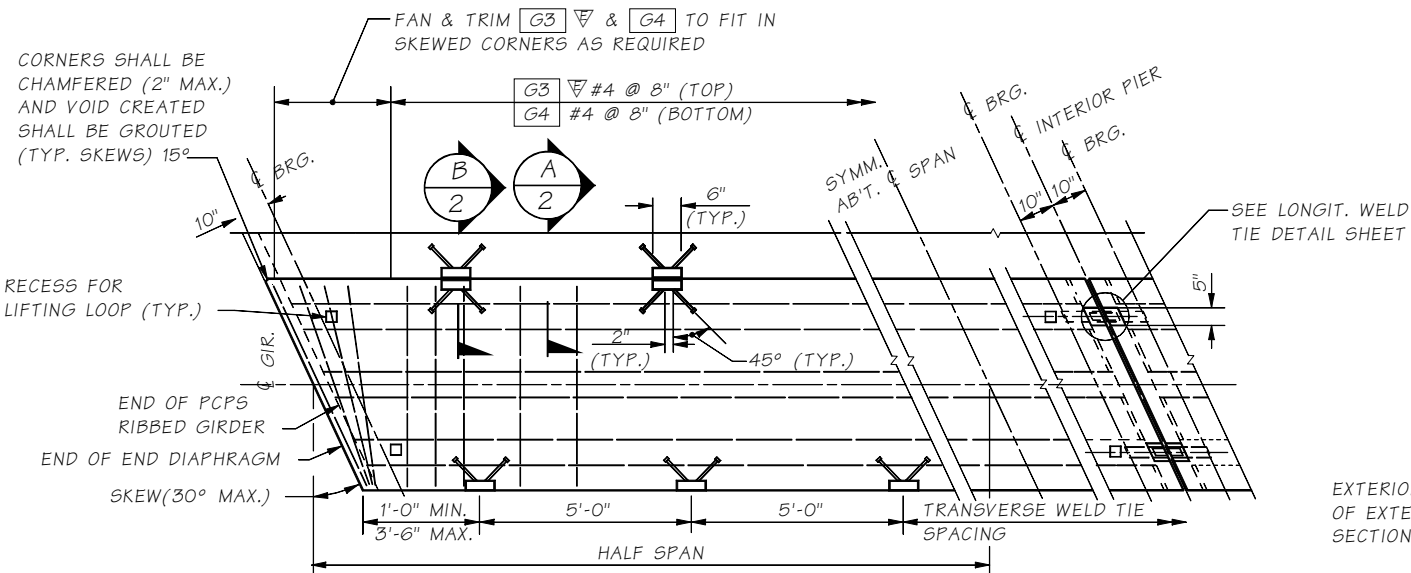 FAN & TRIM G3 E & G4 TO FIT IN
SKEWED CORNERS AS REQUIRED
CORNERS SHALL BE
CHAMFERED (2" MAX.)
AND VOID CREATED
SHALL BE GROUTED
(TYP. SKEWS) 15°
G3 E #4 @ 8" (TOP)
G4 #4 @ 8" (BOTTOM)
℄ BRG.
℄ INTERIOR PIER
℄ BRG.
SYMM.
AB'T. ℄ SPAN
℄ BRG.
B
2
A
2
6"
(TYP.)
10"
10"
10"
SEE LONGIT. WELD
TIE DETAIL SHEET
5"
RECESS FOR
LIFTING LOOP (TYP.)
2"
(TYP.)
45° (TYP.)
℄ GIR.
END OF PCPS
RIBBED GIRDER
END OF END DIAPHRAGM
SKEW(30° MAX.)
1'-0" MIN.
3'-6" MAX.
5'-0"
5'-0"
TRANSVERSE WELD TIE
SPACING
HALF SPAN
EXTERIO
OF EXTE
SECTION